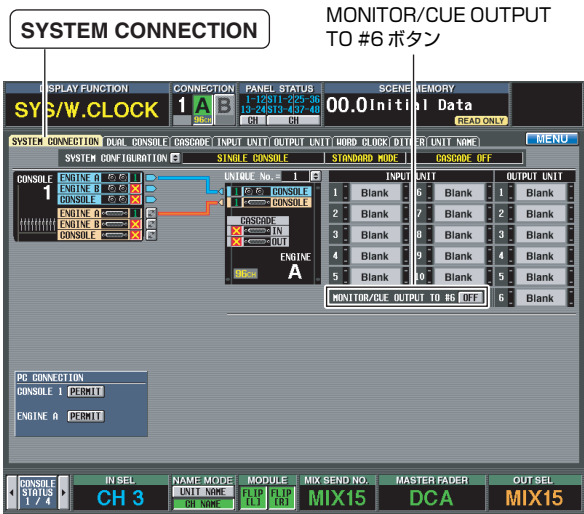 SYSTEM CONNECTION
MONITOR/CUE OUTPUT
TO #6 ボタン
DISPLAY FUNCTION
SYS/W.CLOCK
CONNECTION
1 A B
96CH
PANEL STATUS
1-12 ST1-2 25-36
13-24 ST3-4 37-48
CH CH
SCENE MEMORY
00.0 Initial Data
READ ONLY
SYSTEM CONNECTION DUAL CONSOLE CASCADE INPUT UNIT OUTPUT UNIT WORD CLOCK DITHER UNIT NAME MENU
SYSTEM CONFIGURATION SINGLE CONSOLE STANDARD MODE CASCADE OFF
CONSOLE 1
ENGINE A 1
ENGINE B
CONSOLE
ENGINE A 1
ENGINE B
CONSOLE
UNIQUE No.= 1
1 CONSOLE
1 CONSOLE
CASCADE
IN
OUT
ENGINE
96CH A
INPUT UNIT OUTPUT UNIT
1 Blank 6 Blank 1 Blank
2 Blank 7 Blank 2 Blank
3 Blank 8 Blank 3 Blank
4 Blank 9 Blank 4 Blank
5 Blank 10 Blank 5 Blank
MONITOR/CUE OUTPUT TO #6 OFF 6 Blank
PC CONNECTION
CONSOLE 1 PERMIT
ENGINE A PERMIT
CONSOLE STATUS 1 / 4
IN SEL
CH 3
NAME MODE
UNIT NAME
CH NAME
MODULE
FLIP [L] FLIP [R]
MIX SEND NO.
MIX15
MASTER FADER
DCA
OUT SEL
MIX15